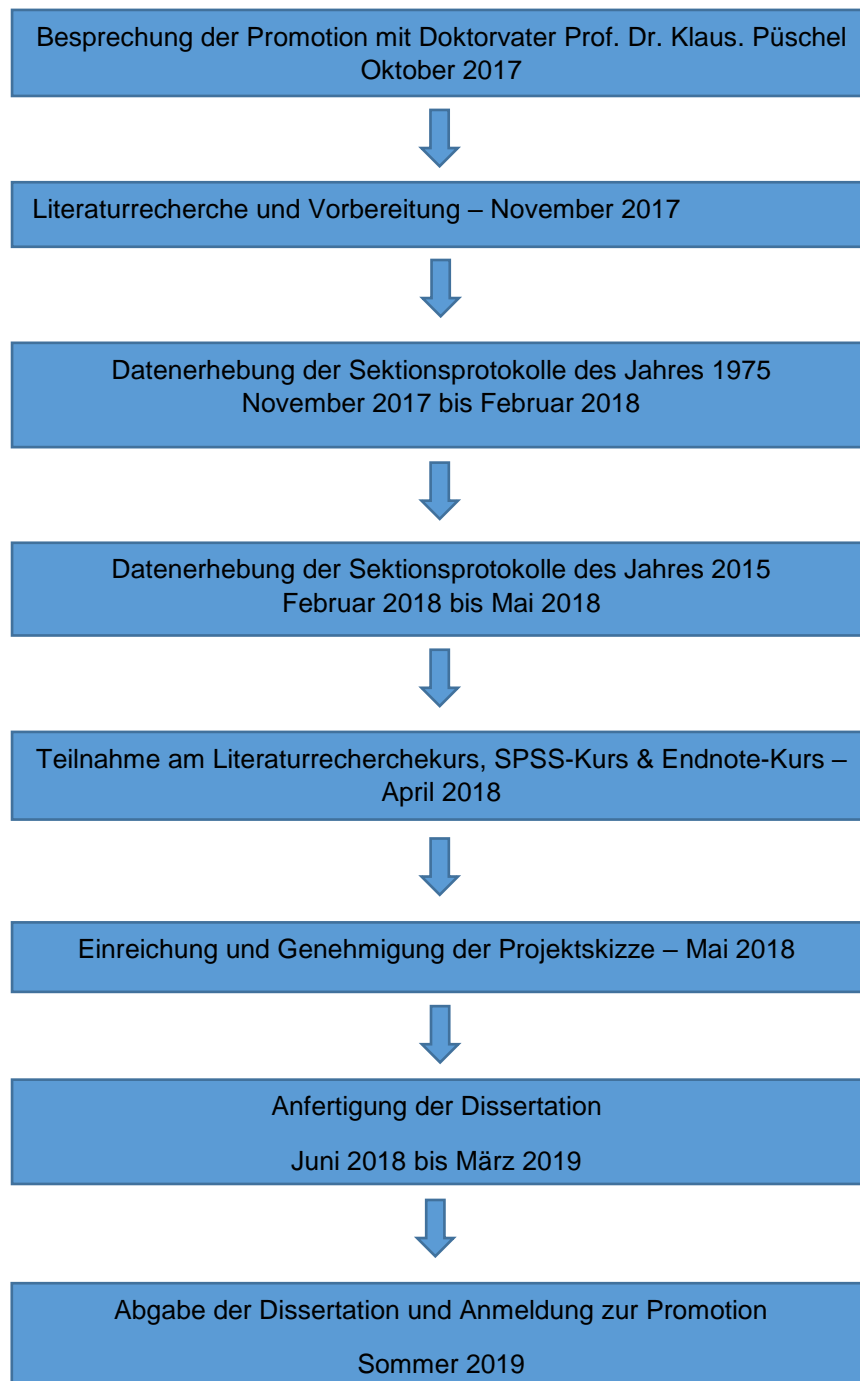 Besprechung der Promotion mit Doktorvater Prof. Dr. Klaus. Püschel
Oktober 2017
Literaturrecherche und Vorbereitung – November 2017
Datenerhebung der Sektionsprotokolle des Jahres 1975
November 2017 bis Februar 2018
Datenerhebung der Sektionsprotokolle des Jahres 2015
Februar 2018 bis Mai 2018
Teilnahme am Literaturrecherchekurs, SPSS-Kurs & Endnote-Kurs –
April 2018
Einreichung und Genehmigung der Projektskizze – Mai 2018
Anfertigung der Dissertation
Juni 2018 bis März 2019
Abgabe der Dissertation und Anmeldung zur Promotion
Sommer 2019